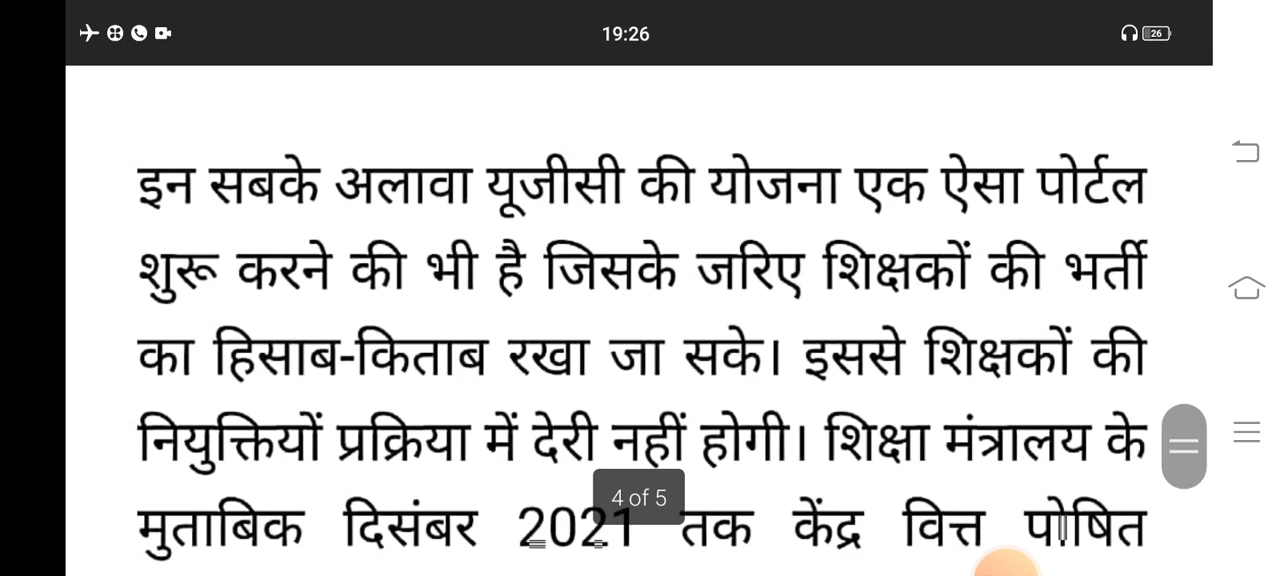 19:26
26
इन सबके अलावा यूजीसी की योजना एक ऐसा पोर्टल
शुरू करने की भी है जिसके जरिए शिक्षकों की भर्ती
का हिसाब-किताब रखा जा सके। इससे शिक्षकों की
नियुक्तियों प्रक्रिया में देरी नहीं होगी। शिक्षा मंत्रालय के
4 of 5
मुताबिक दिसंबर 2021 तक केंद्र वित्त पोषित